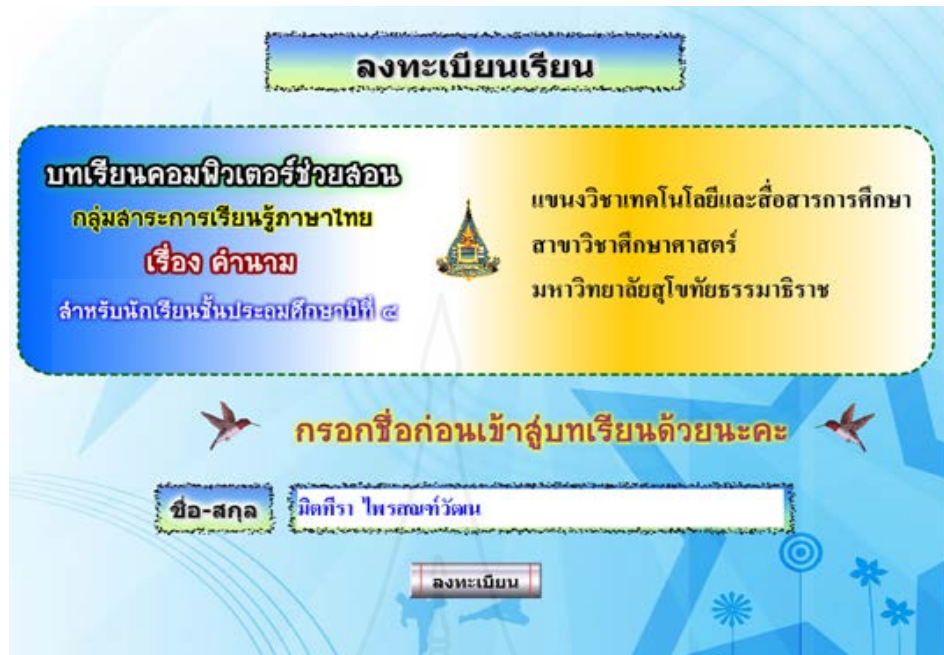 ลงทะเบียนเรียน
บทเรียนคอมพิวเตอร์ช่วยสอน
กลุ่มสาระการเรียนรู้ภาษาไทย
เรื่อง คำนาม
สำหรับนักเรียนชั้นประถมศึกษาปีที่ ๔
แขนงวิชาเทคโนโลยีและสื่อสารการศึกษา
สาขาวิชาศึกษาศาสตร์
มหาวิทยาลัยสุโขทัยธรรมาธิราช
กรอกชื่อก่อนเข้าสู่บทเรียนด้วยนะคะ
ชื่อ-สกุล
มิตทีรา ไพรสณฑ์วัฒน
ลงทะเบียน